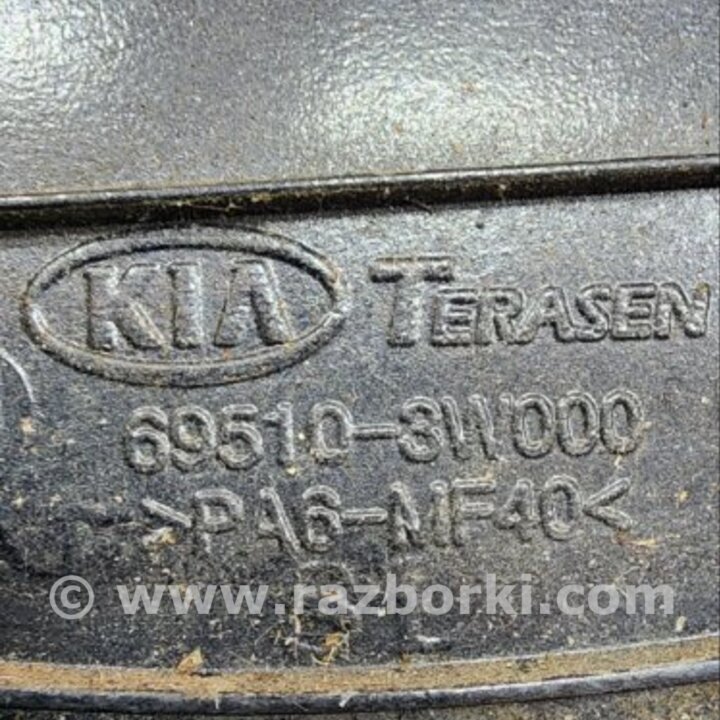 KIA TERASEN
69510-3W000
>PA6-MF40<
© www.razborki.com